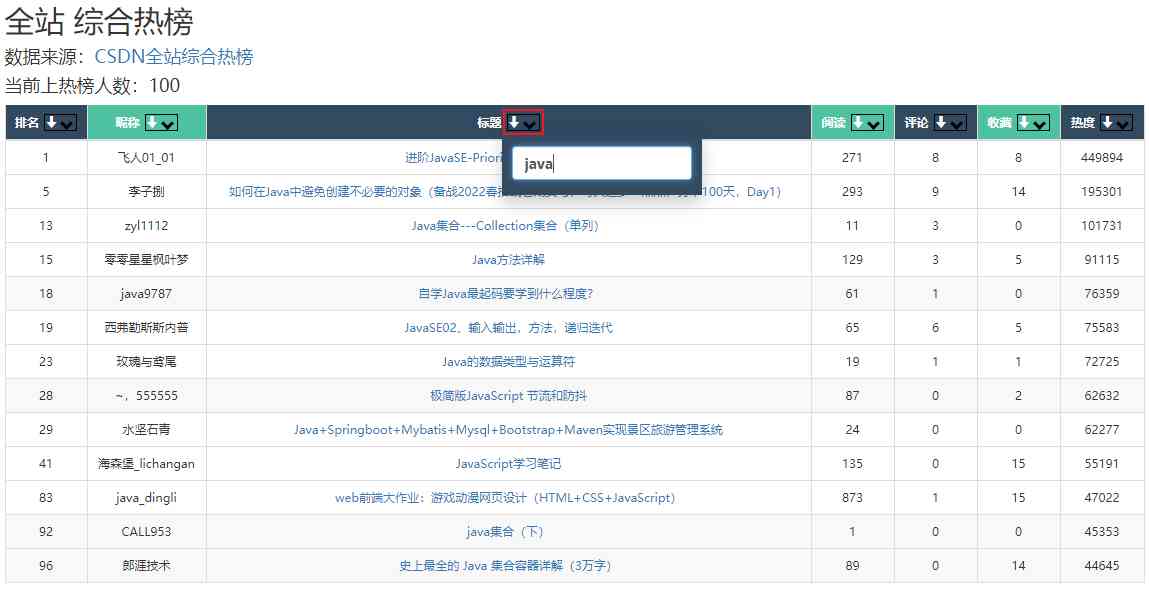 全站 综合热榜
数据来源：CSDN全站综合热榜
当前上热榜人数：100
排名 昵称 标题 阅读 评论 收藏 热度
java
1 飞人01_01 进阶JavaSE-Priori 271 8 8 449894
5 李子捌 如何在Java中避免创建不必要的对象（备战2022春 100天，Day1） 293 9 14 195301
13 zyl1112 Java集合---Collection集合（单列） 11 3 0 101731
15 零零星星枫叶梦 Java方法详解 129 3 5 91115
18 java9787 自学Java最起码要学到什么程度？ 61 1 0 76359
19 西弗勒斯斯内普 JavaSE02、输入输出，方法，递归迭代 65 6 5 75583
23 玫瑰与鸢尾 Java的数据类型与运算符 19 1 1 72725
28 ~，555555 极简版JavaScript 节流和防抖 87 0 2 62632
29 水坚石青 Java+Springboot+Mybatis+Mysql+Bootstrap+Maven实现景区旅游管理系统 24 0 0 62277
41 海森堡_lichangan JavaScript学习笔记 135 0 15 55191
83 java_dingli web前端大作业：游戏动漫网页设计（HTML+CSS+JavaScript） 873 1 15 47022
92 CALL953 java集合（下） 1 0 0 45353
96 郎涯技术 史上最全的 Java 集合容器详解（3万字） 89 0 14 44645